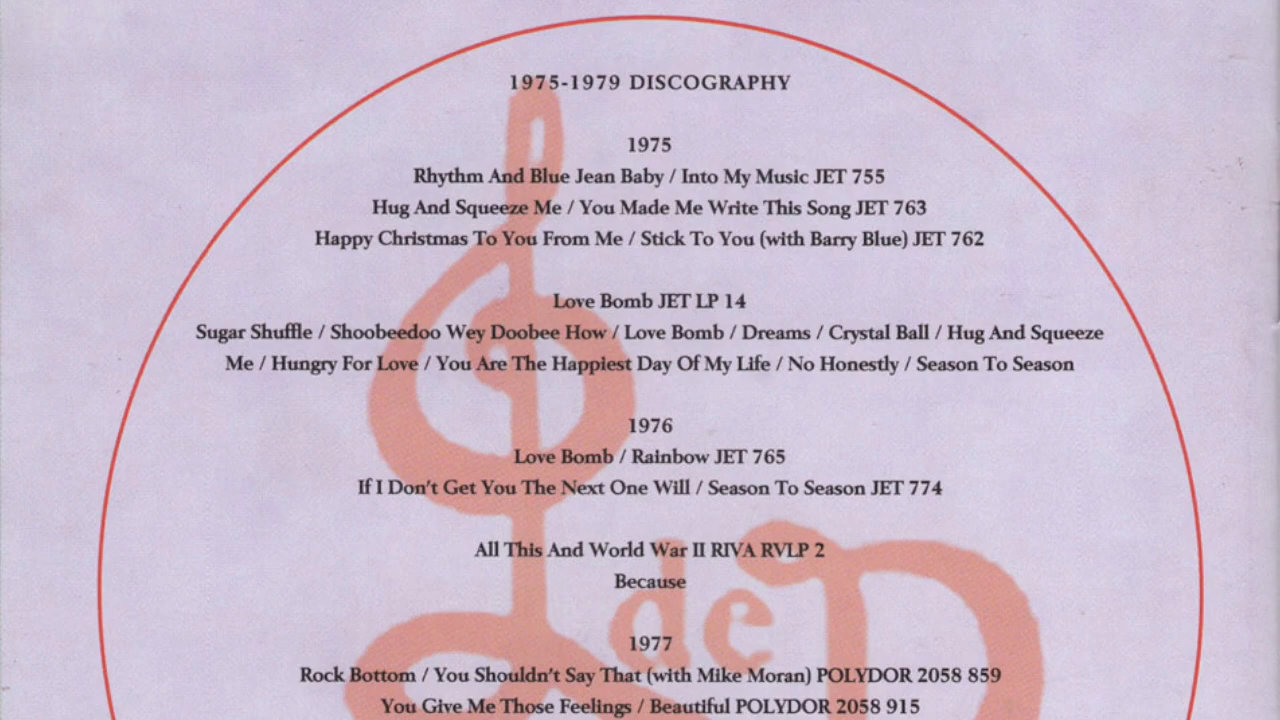 1975-1979 DISCOGRAPHY
1975
Rhythm And Blue Jean Baby / Into My Music JET 755
Hug And Squeeze Me / You Made Me Write This Song JET 763
Happy Christmas To You From Me / Stick To You (with Barry Blue) JET 762
Love Bomb JET LP 14
Sugar Shuffle / Shoobeedoo Wey Doobee How / Love Bomb / Dreams / Crystal Ball / Hug And Squeeze
Me / Hungry For Love / You Are The Happiest Day Of My Life / No Honestly / Season To Season
1976
Love Bomb / Rainbow JET 765
If I Don't Get You The Next One Will / Season To Season JET 774
All This And World War II RIVA RVLP 2
Because
de
1977
Rock Bottom / You Shouldn't Say That (with Mike Moran) POLYDOR 2058 859
You Give Me Those Feelings / Beautiful POLYDOR 2058 915